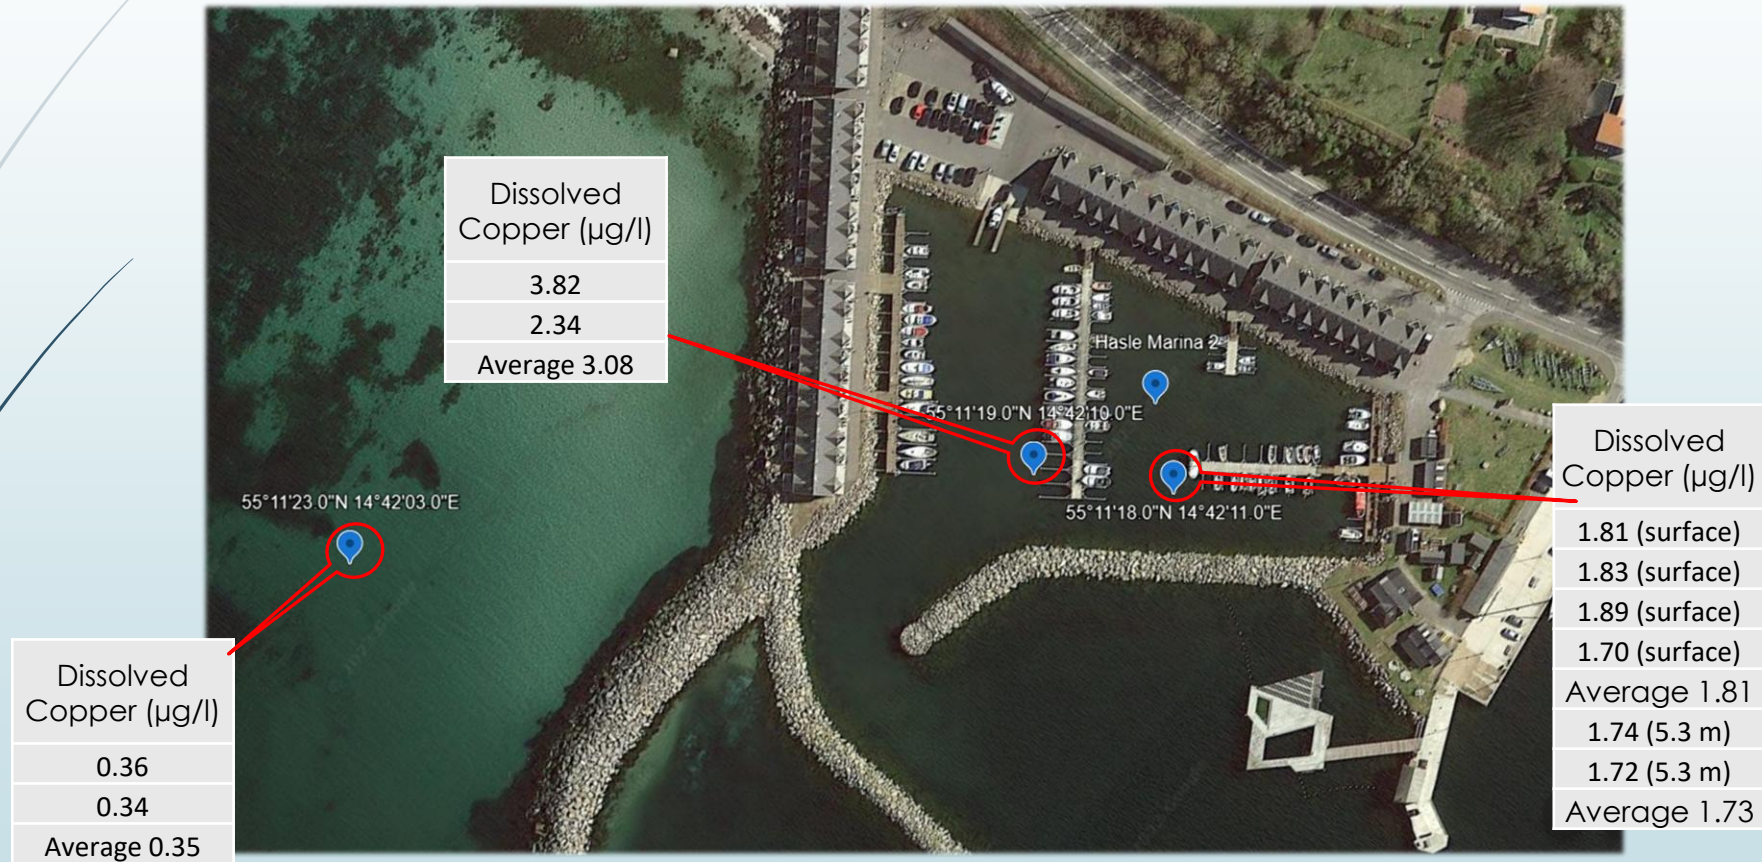 Dissolved
Copper (µg/l)
3.82
2.34
Average 3.08
Hasle Marina 2
55°11'19.0"N 14°42'10.0"E
55°11'23.0"N 14°42'03.0"E
55°11'18.0"N 14°42'11.0"E
Dissolved
Copper (µg/l)
1.81 (surface)
1.83 (surface)
1.89 (surface)
1.70 (surface)
Average 1.81
1.74 (5.3 m)
1.72 (5.3 m)
Average 1.73
Dissolved
Copper (µg/l)
0.36
0.34
Average 0.35